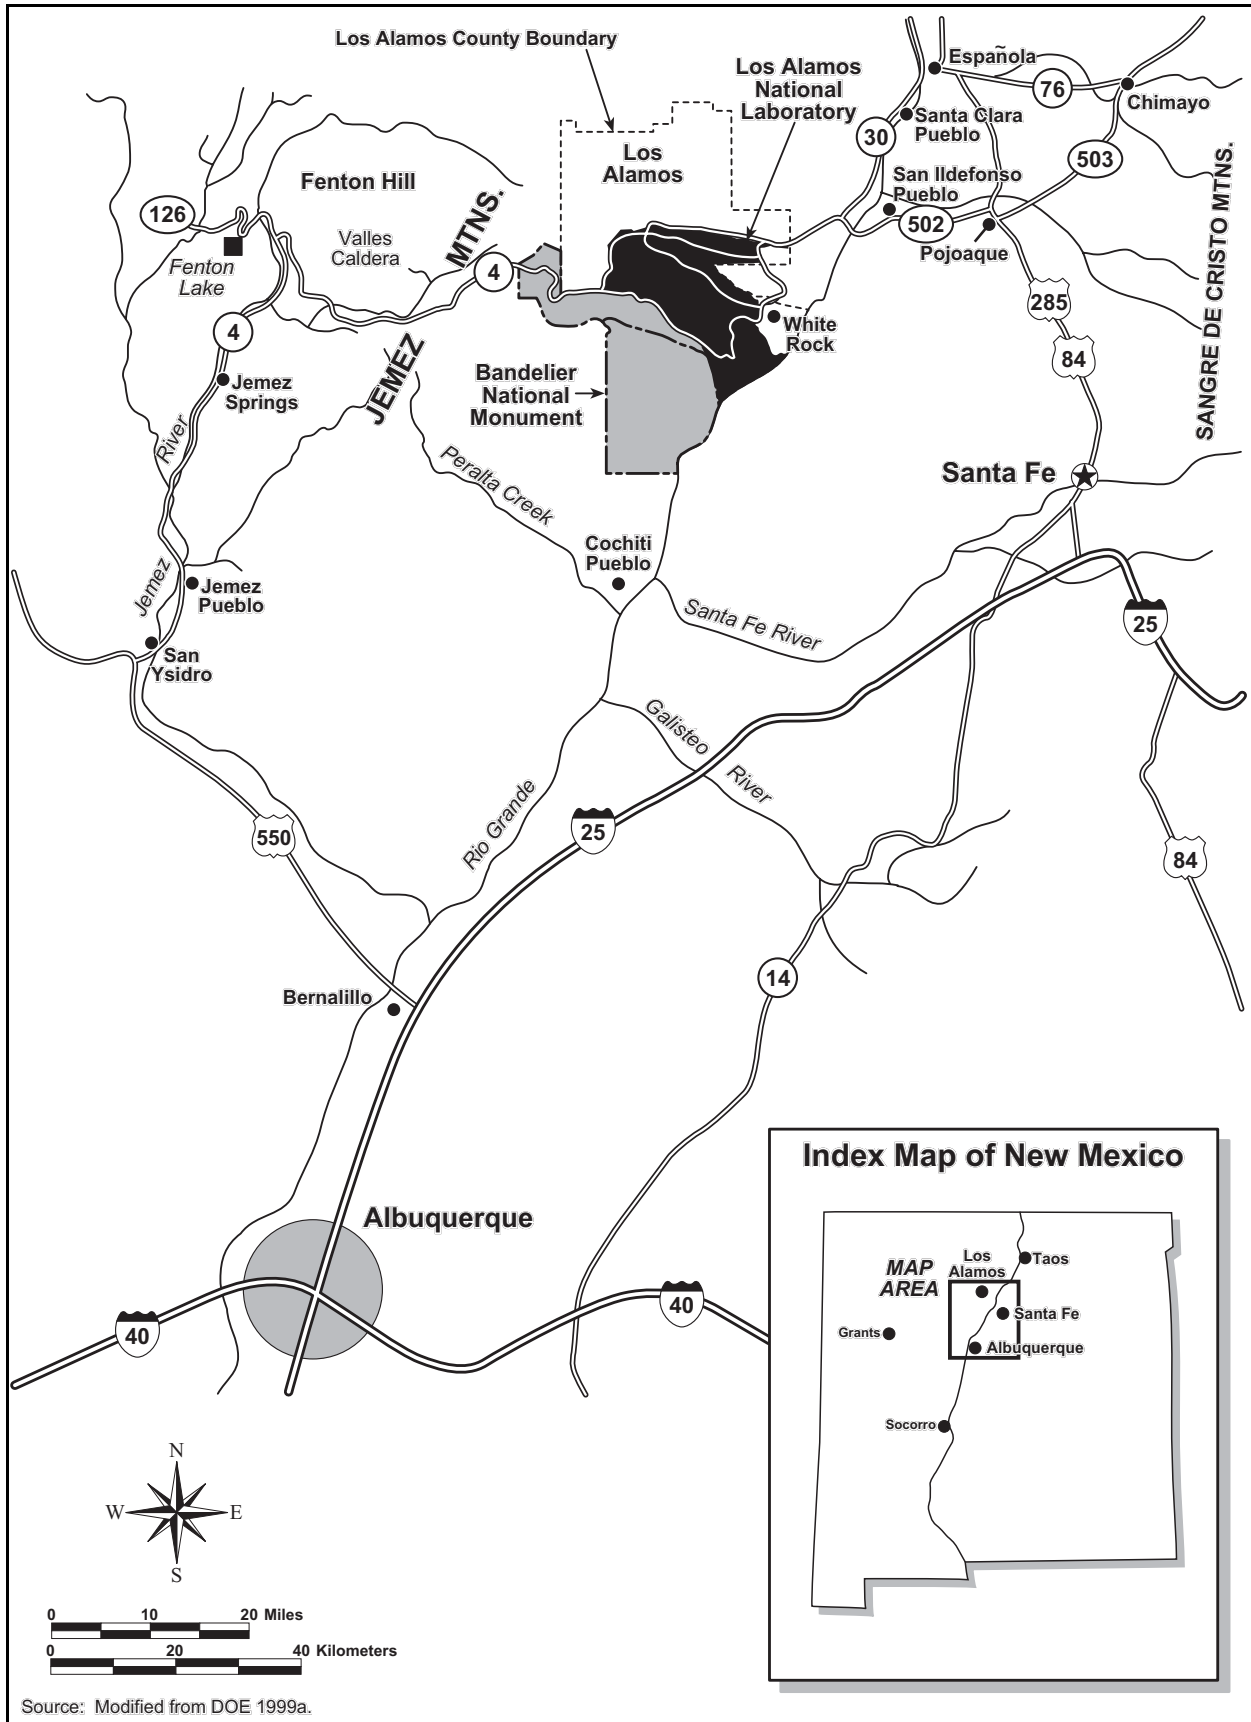 Los Alamos County Boundary
Los Alamos
National
Laboratory
Española
76
Chimayo
Santa Clara
Pueblo
30
503
Los
Alamos
San Ildefonso
Pueblo
502
Pojoaque
SANGRE DE CRISTO MTNS.
Fenton Hill
126
Valles
Caldera
MTNS.
JEMEZ
Fenton
Lake
4
4
285
84
White
Rock
Jemez
Springs
Bandelier
National
Monument
River
Jemez
Peralta Creek
Santa Fe
Cochiti
Pueblo
Jemez
Pueblo
Santa Fe River
25
San
Ysidro
Galisteo
River
Rio Grande
25
550
84
14
Bernalillo
Albuquerque
40
40
Index Map of New Mexico
MAP
AREA
Los
Alamos
Taos
Santa Fe
Grants
Albuquerque
Socorro
N
W
E
S
0 10 20 Miles
0 20 40 Kilometers
Source: Modified from DOE 1999a.